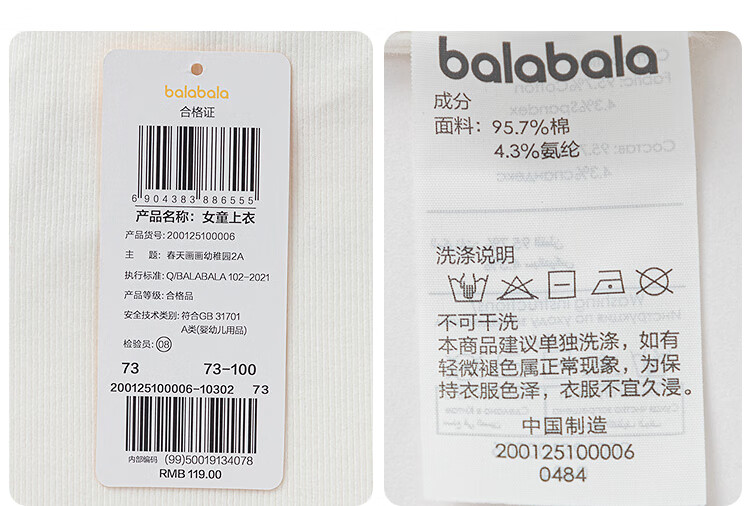 balabala
合格证
6 904383 886555
产品名称：女童上衣
产品货号：200125100006
主　题：春天画画幼稚园2A
执行标准：Q/BALABALA 102-2021
产品等级：合格品
安全技术类别：符合GB 31701
A类(婴幼儿用品)
检验员：08
73 73-100
200125100006-10302 73
内部编码 (99)50019134078
RMB 119.00
balabala
成分
面料：95.7%棉
4.3%氨纶
洗涤说明
不可干洗
本商品建议单独洗涤，如有
轻微褪色属正常现象，为保
持衣服色泽，衣服不宜久浸。
中国制造
200125100006
0484